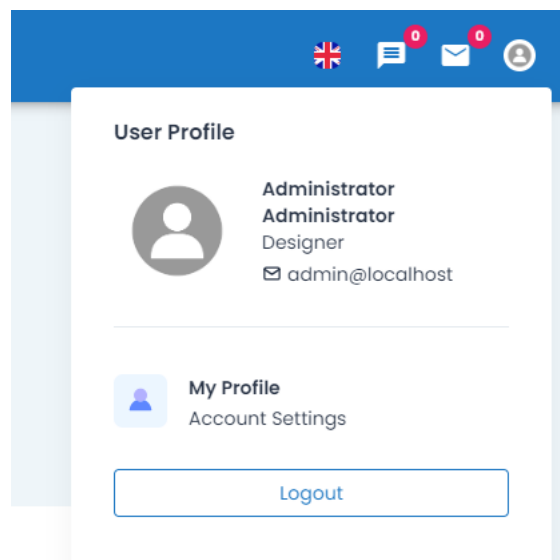 0
0
User Profile
Administrator
Administrator
Designer
admin@localhost
My Profile
Account Settings
Logout